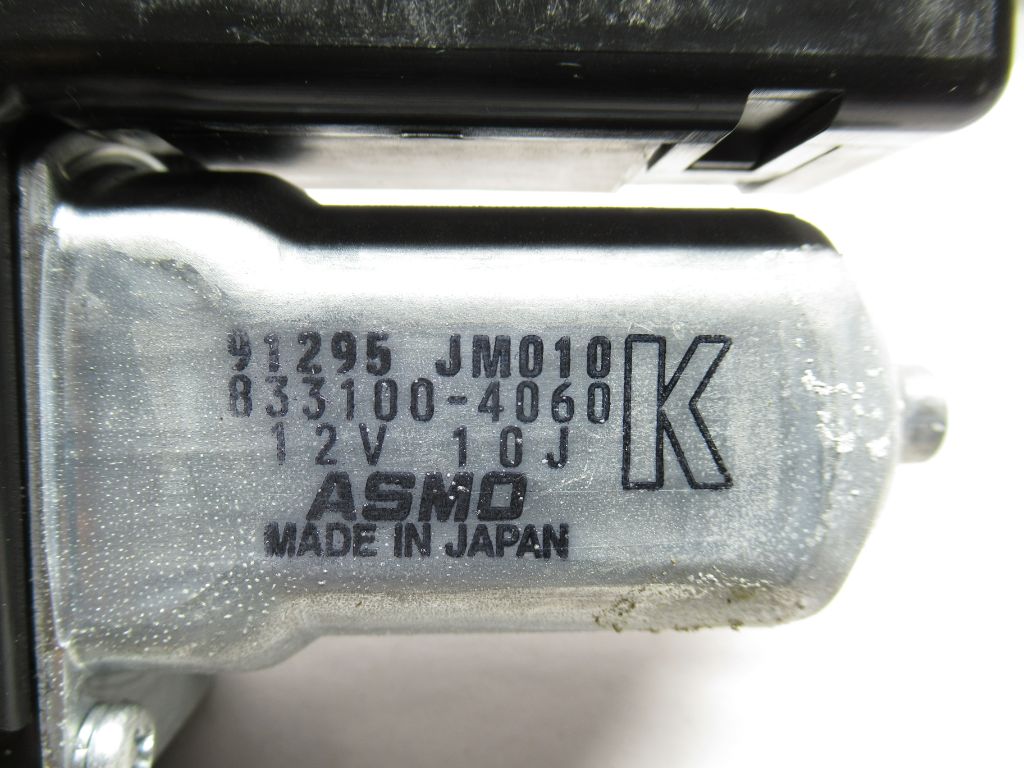 91295 JM010
833100-4060
12V 10J
K
ASMO
MADE IN JAPAN